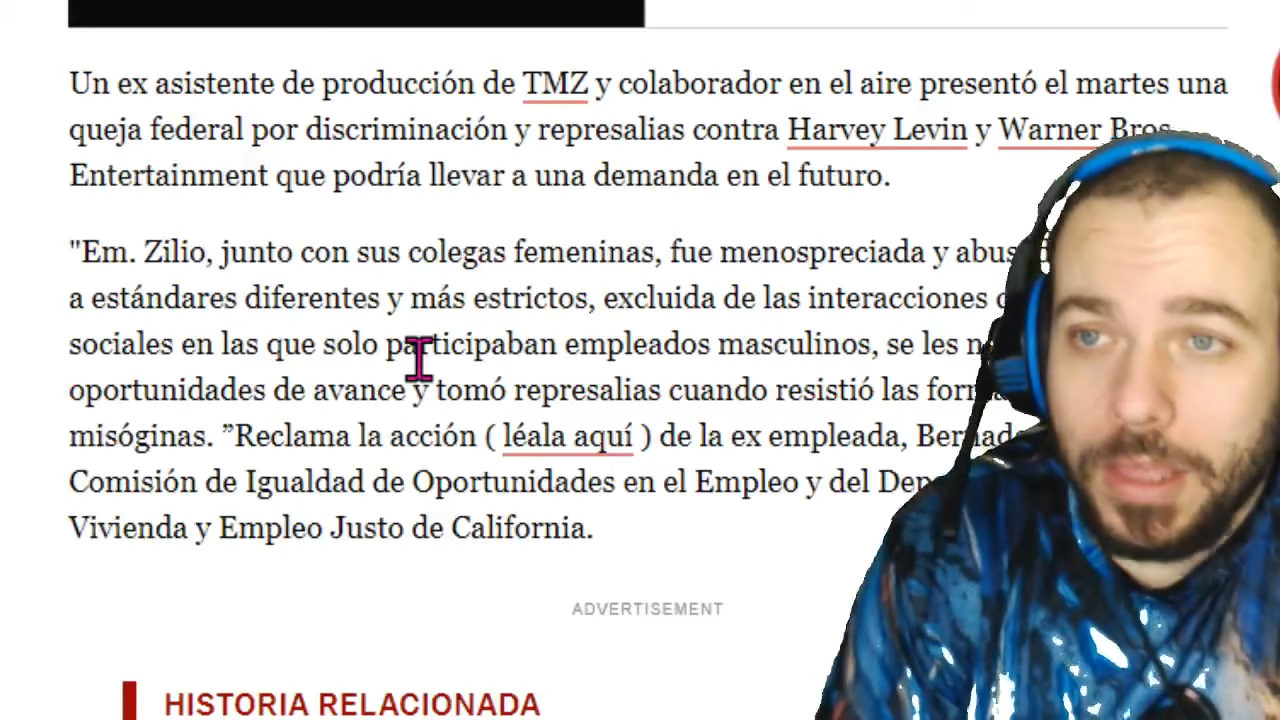 Un ex asistente de producción de TMZ y colaborador en el aire presentó el martes una
queja federal por discriminación y represalias contra Harvey Levin y Warner Bros.
Entertainment que podría llevar a una demanda en el futuro.
"Em. Zilio, junto con sus colegas femeninas, fue menospreciada y
a estándares diferentes y más estrictos, excluida de las interacciones
sociales en las que solo participaban empleados masculinos, se les
oportunidades de avance y tomó represalias cuando resistió las
misóginas. ”Reclama la acción ( léala aquí ) de la ex empleada,
Comisión de Igualdad de Oportunidades en el Empleo y del
Vivienda y Empleo Justo de California.
ADVERTISEMENT
HISTORIA RELACIONADA